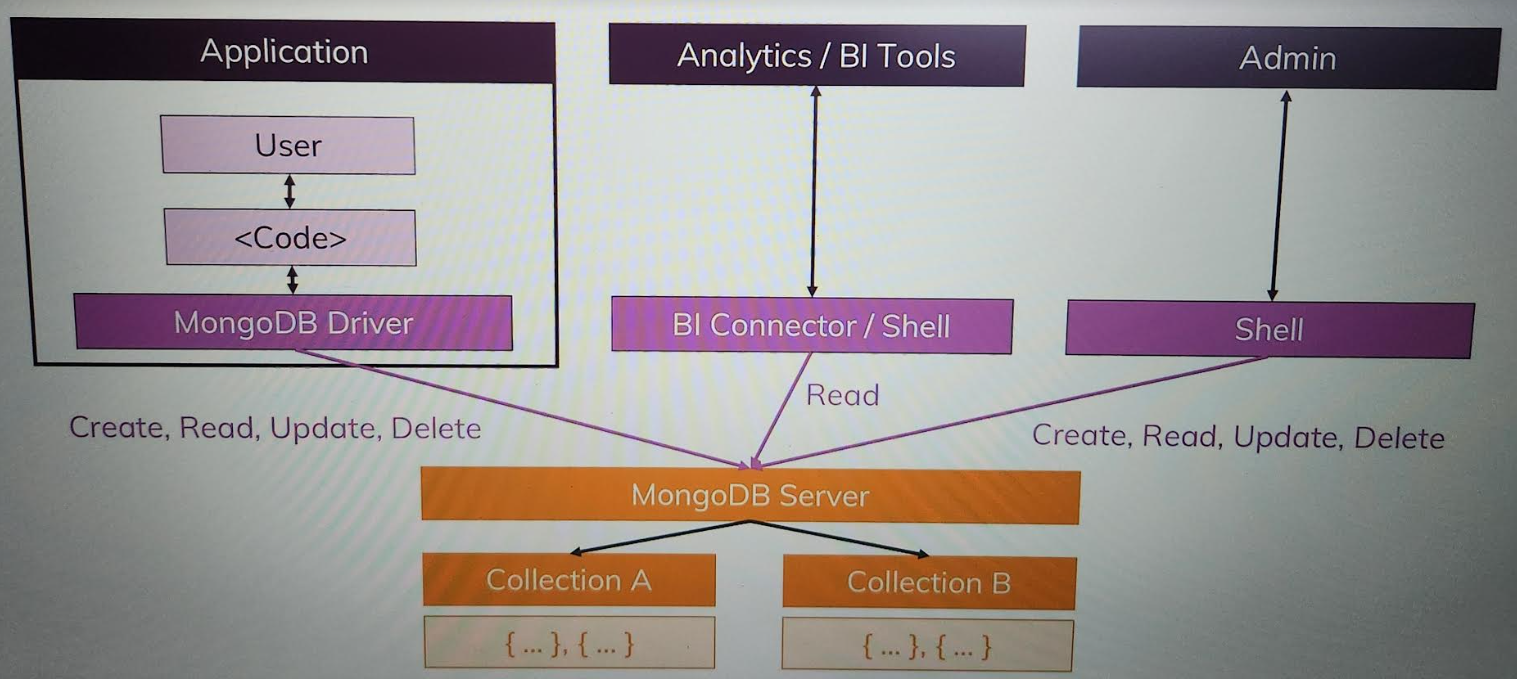 Application
Analytics / BI Tools
Admin
User
<Code>
MongoDB Driver
BI Connector / Shell
Shell
Read
Create, Read, Update, Delete
Create, Read, Update, Delete
MongoDB Server
Collection A
Collection B
{ ... }, { ... }
{ ... }, { ... }